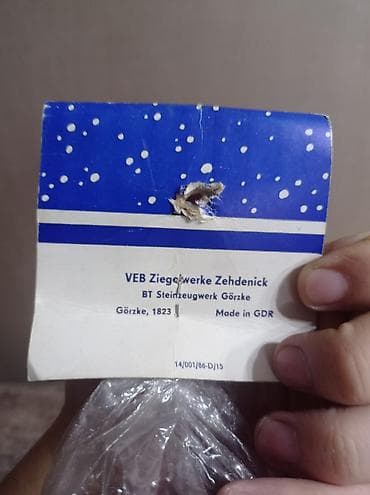 VEB Ziegelwerke Zehdenick
BT Steinzeugwerk Görzke
Görzke, 1823 Made in GDR
14/001/86-D/15